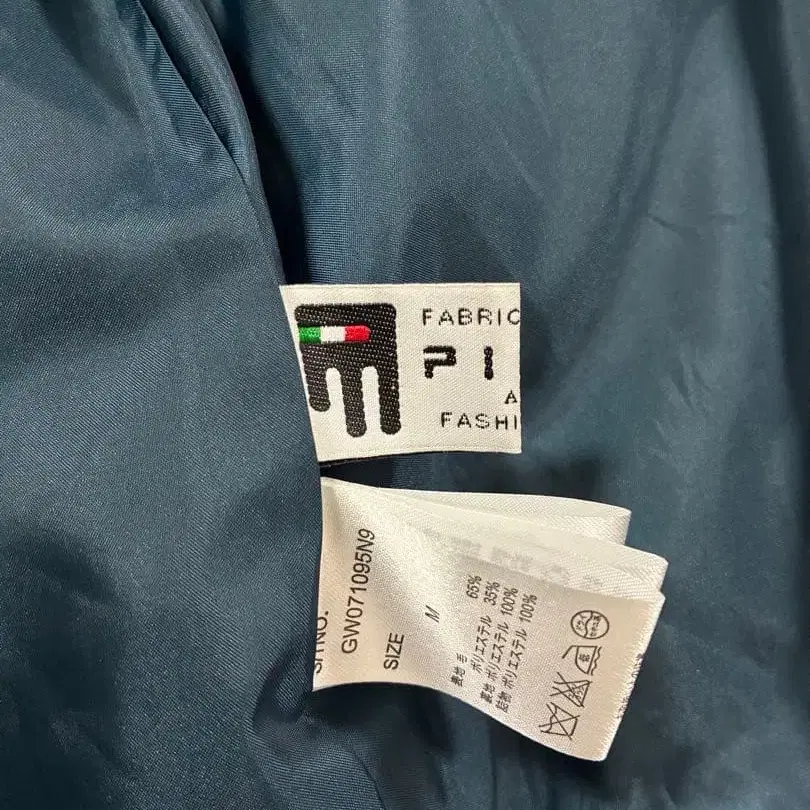 FABRIC
PI
A
FASHI
S/I NO.
GW071095N9
SIZE
M
表地 毛 65%
ポリエステル 35%
裏地 ポリエステル 100%
詰物 ポリエステル 100%